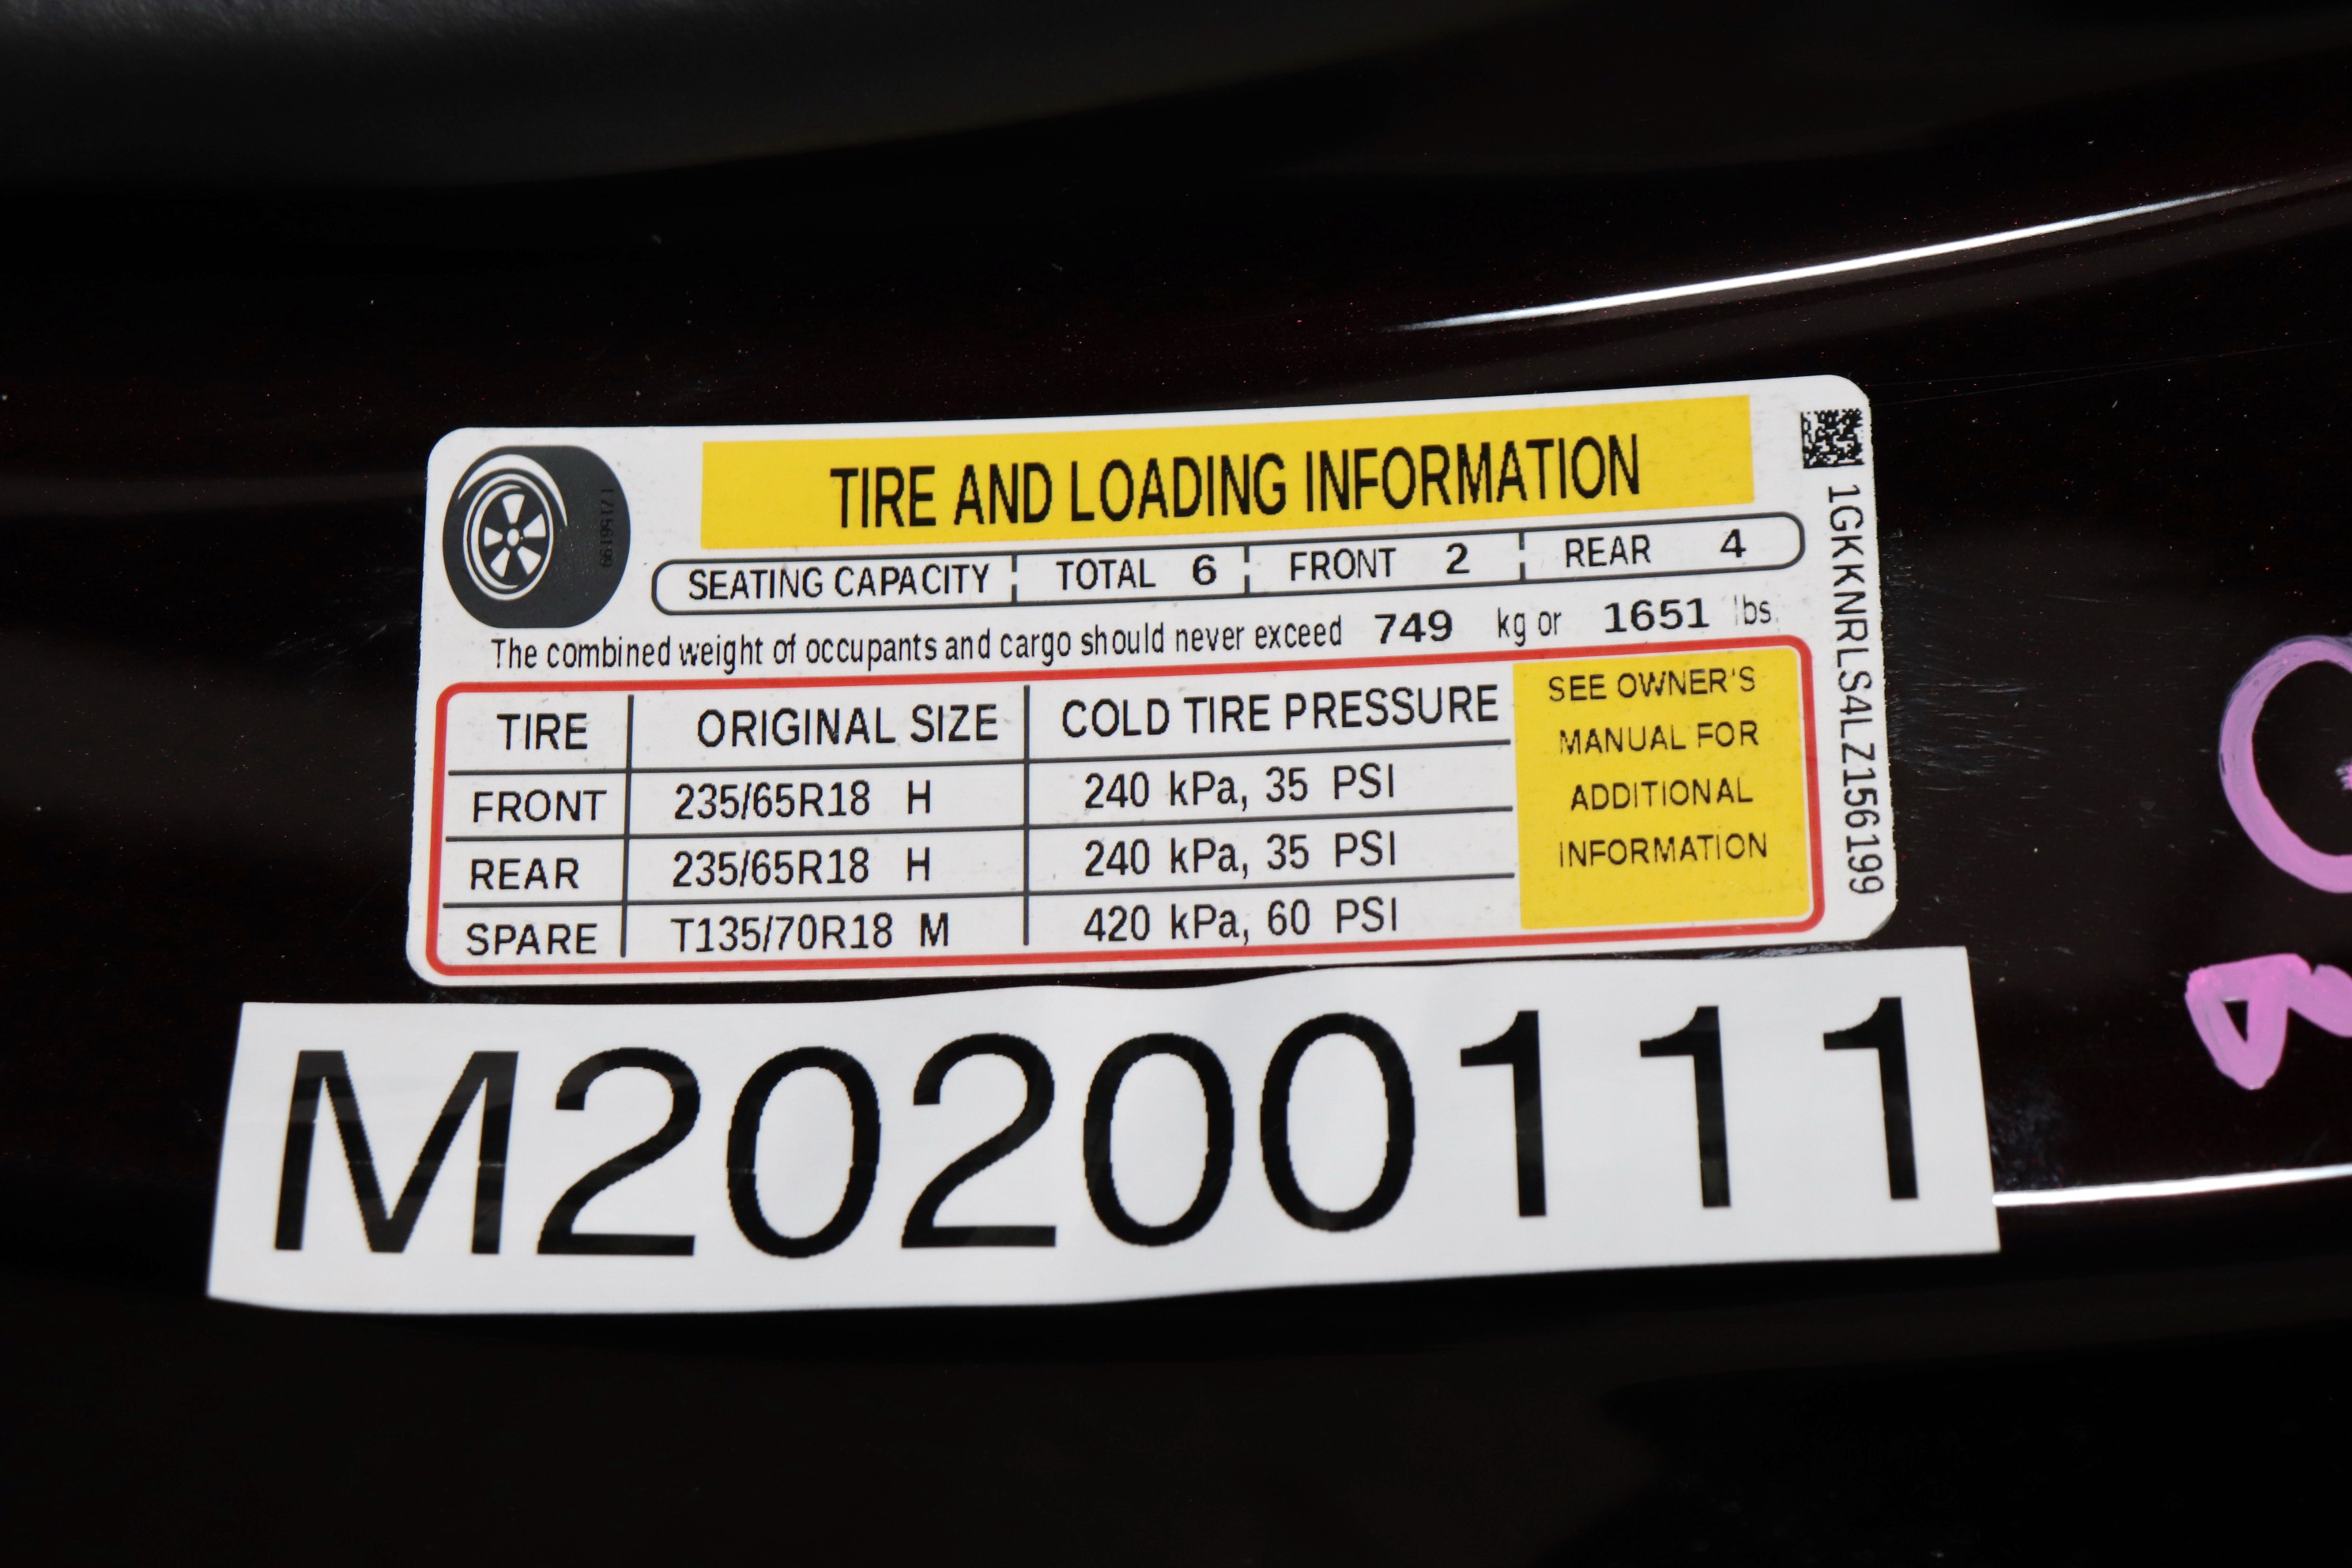 TIRE AND LOADING INFORMATION
SEATING CAPACITY TOTAL 6 FRONT 2 REAR 4
The combined weight of occupants and cargo should never exceed 749 kg or 1651 lbs.
TIRE ORIGINAL SIZE COLD TIRE PRESSURE
FRONT 235/65R18 H 240 kPa, 35 PSI
REAR 235/65R18 H 240 kPa, 35 PSI
SPARE T135/70R18 M 420 kPa, 60 PSI
SEE OWNER'S
MANUAL FOR
ADDITIONAL
INFORMATION
1GKKNRLS4LZ156199
M20200111